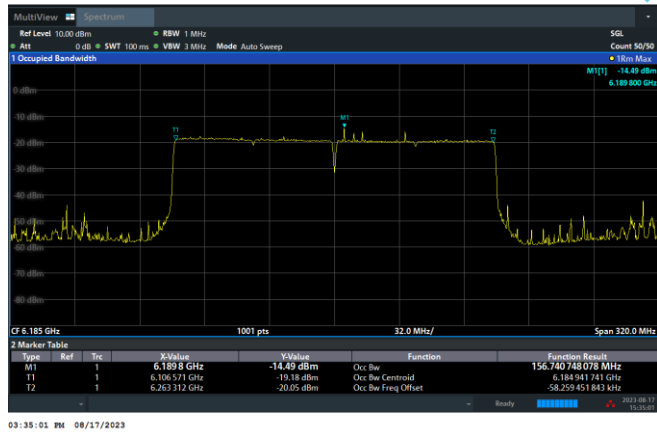 MultiView Spectrum
Ref Level 10.00 dBm RBW 1 MHz SGL
Att 0 dB SWT 100 ms VBW 3 MHz Mode Auto Sweep Count 50/50
1 Occupied Bandwidth 1Rm Max
M1[1] -14.49 dBm
6.189 800 GHz
0 dBm
-10 dBm
M1
T1
T2
-20 dBm
-30 dBm
-40 dBm
-50 dBm
-60 dBm
-70 dBm
-80 dBm
CF 6.185 GHz 1001 pts 32.0 MHz/ Span 320.0 MHz
2 Marker Table
Type Ref Trc X-Value Y-Value Function Function Result
M1 1 6.189 8 GHz -14.49 dBm Occ Bw 156.740 748 078 MHz
T1 1 6.106 571 GHz -19.18 dBm Occ Bw Centroid 6.184 941 741 GHz
T2 1 6.263 312 GHz -20.05 dBm Occ Bw Freq Offset -58.259 451 843 kHz
Ready 2023-08-17
15:35:01
03:35:01 PM 08/17/2023